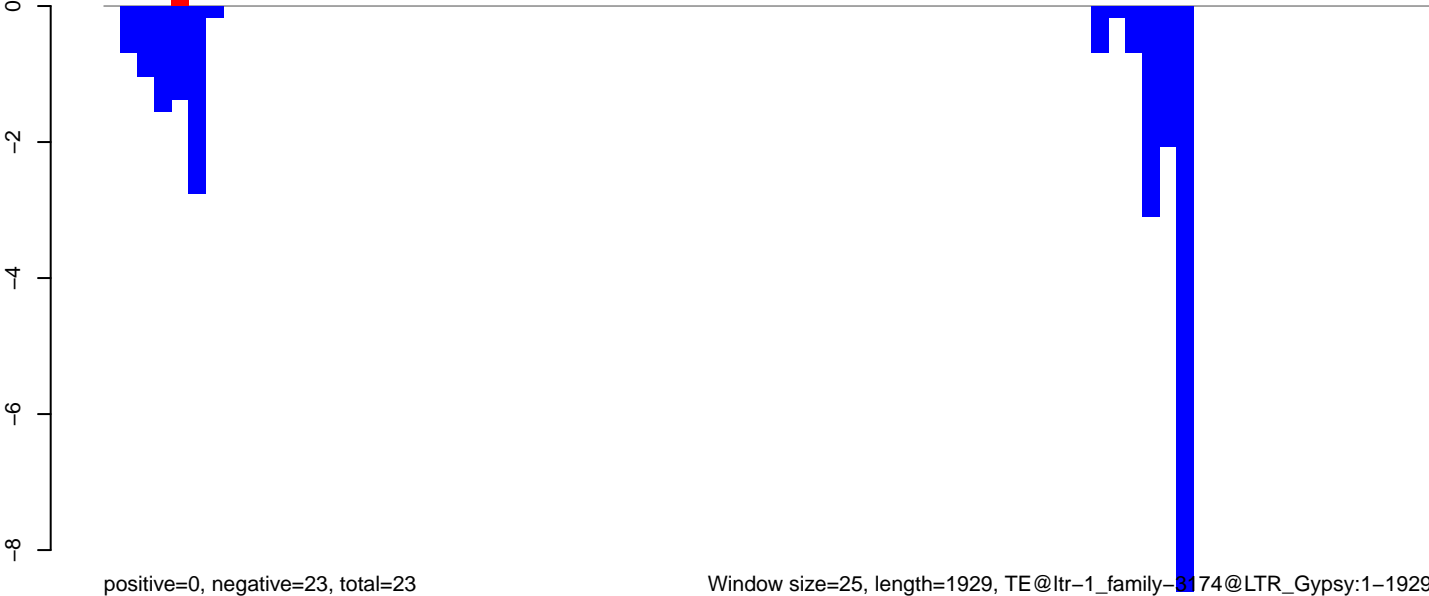 0
−2
−4
−6
−8
positive=0, negative=23, total=23
Window size=25, length=1929, TE@ltr−1_family−3174@LTR_Gypsy:1−1929